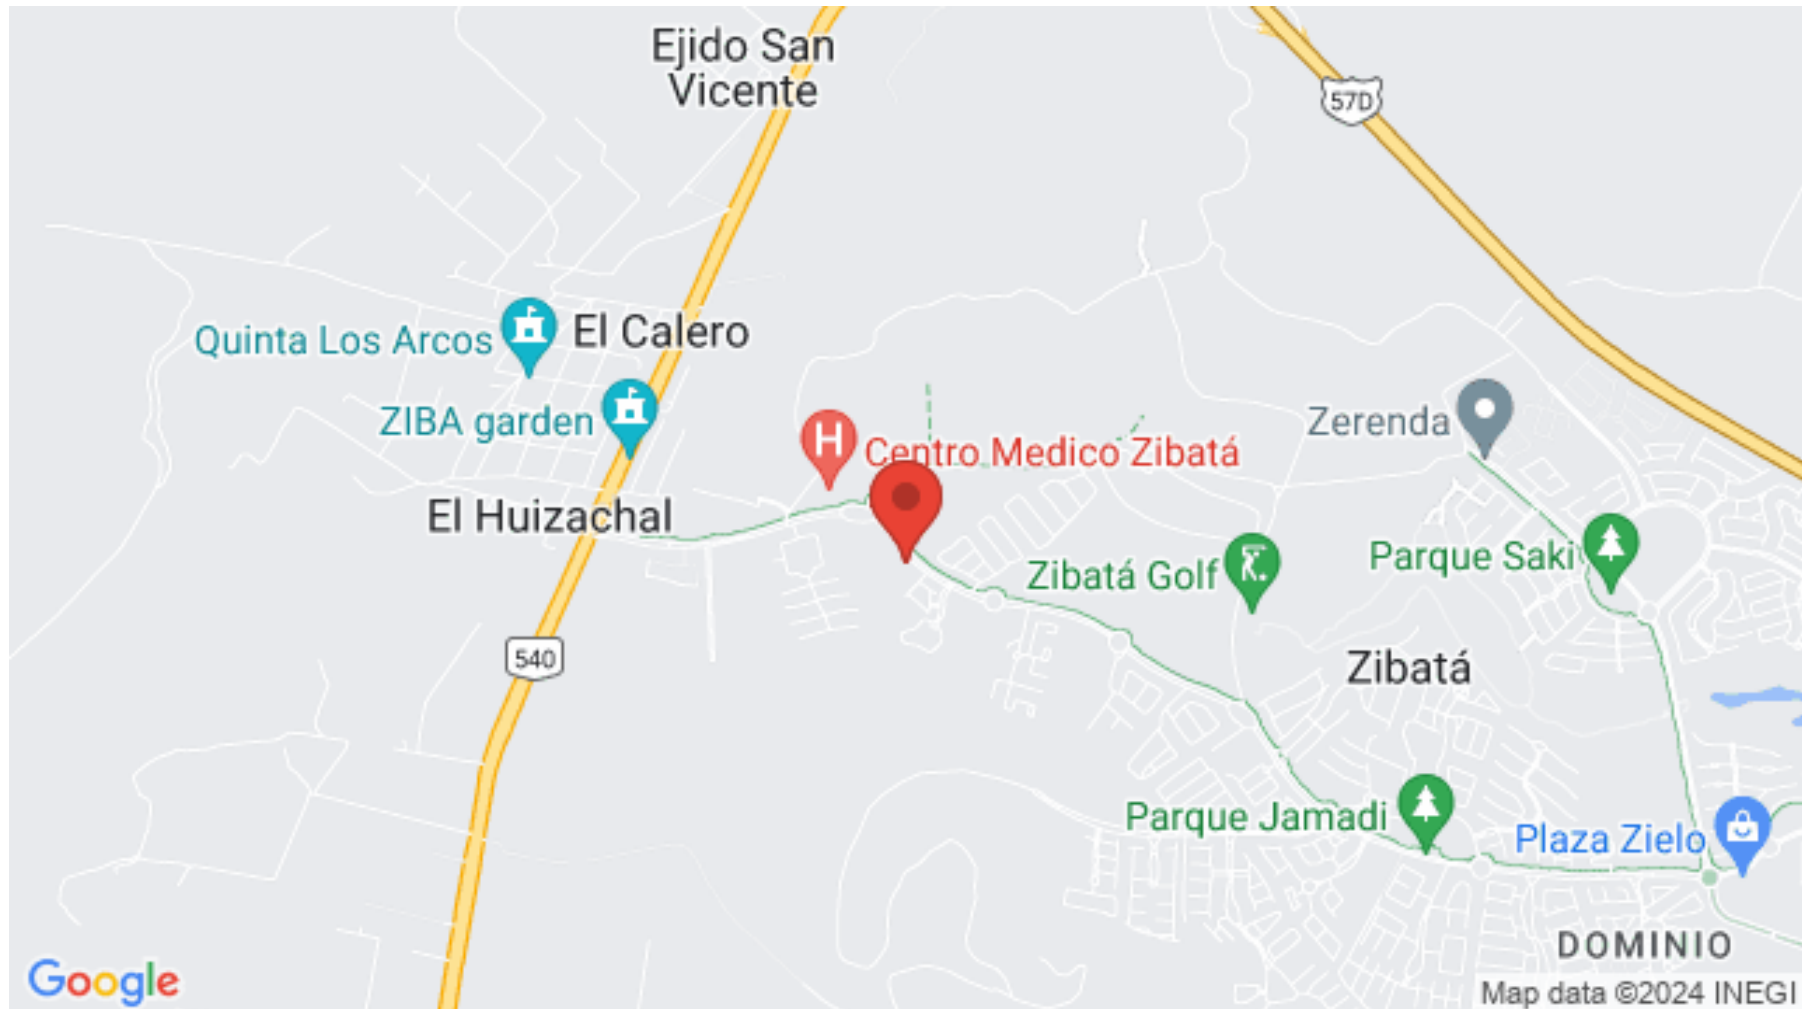 Ejido San
Vicente
57D
Quinta Los Arcos
El Calero
ZIBA garden
Zerenda
H
Centro Medico Zibatá
El Huizachal
Parque Saki
Zibatá Golf
540
Zibatá
Parque Jamadi
Plaza Zielo
DOMINIO
Google
Map data ©2024 INEGI